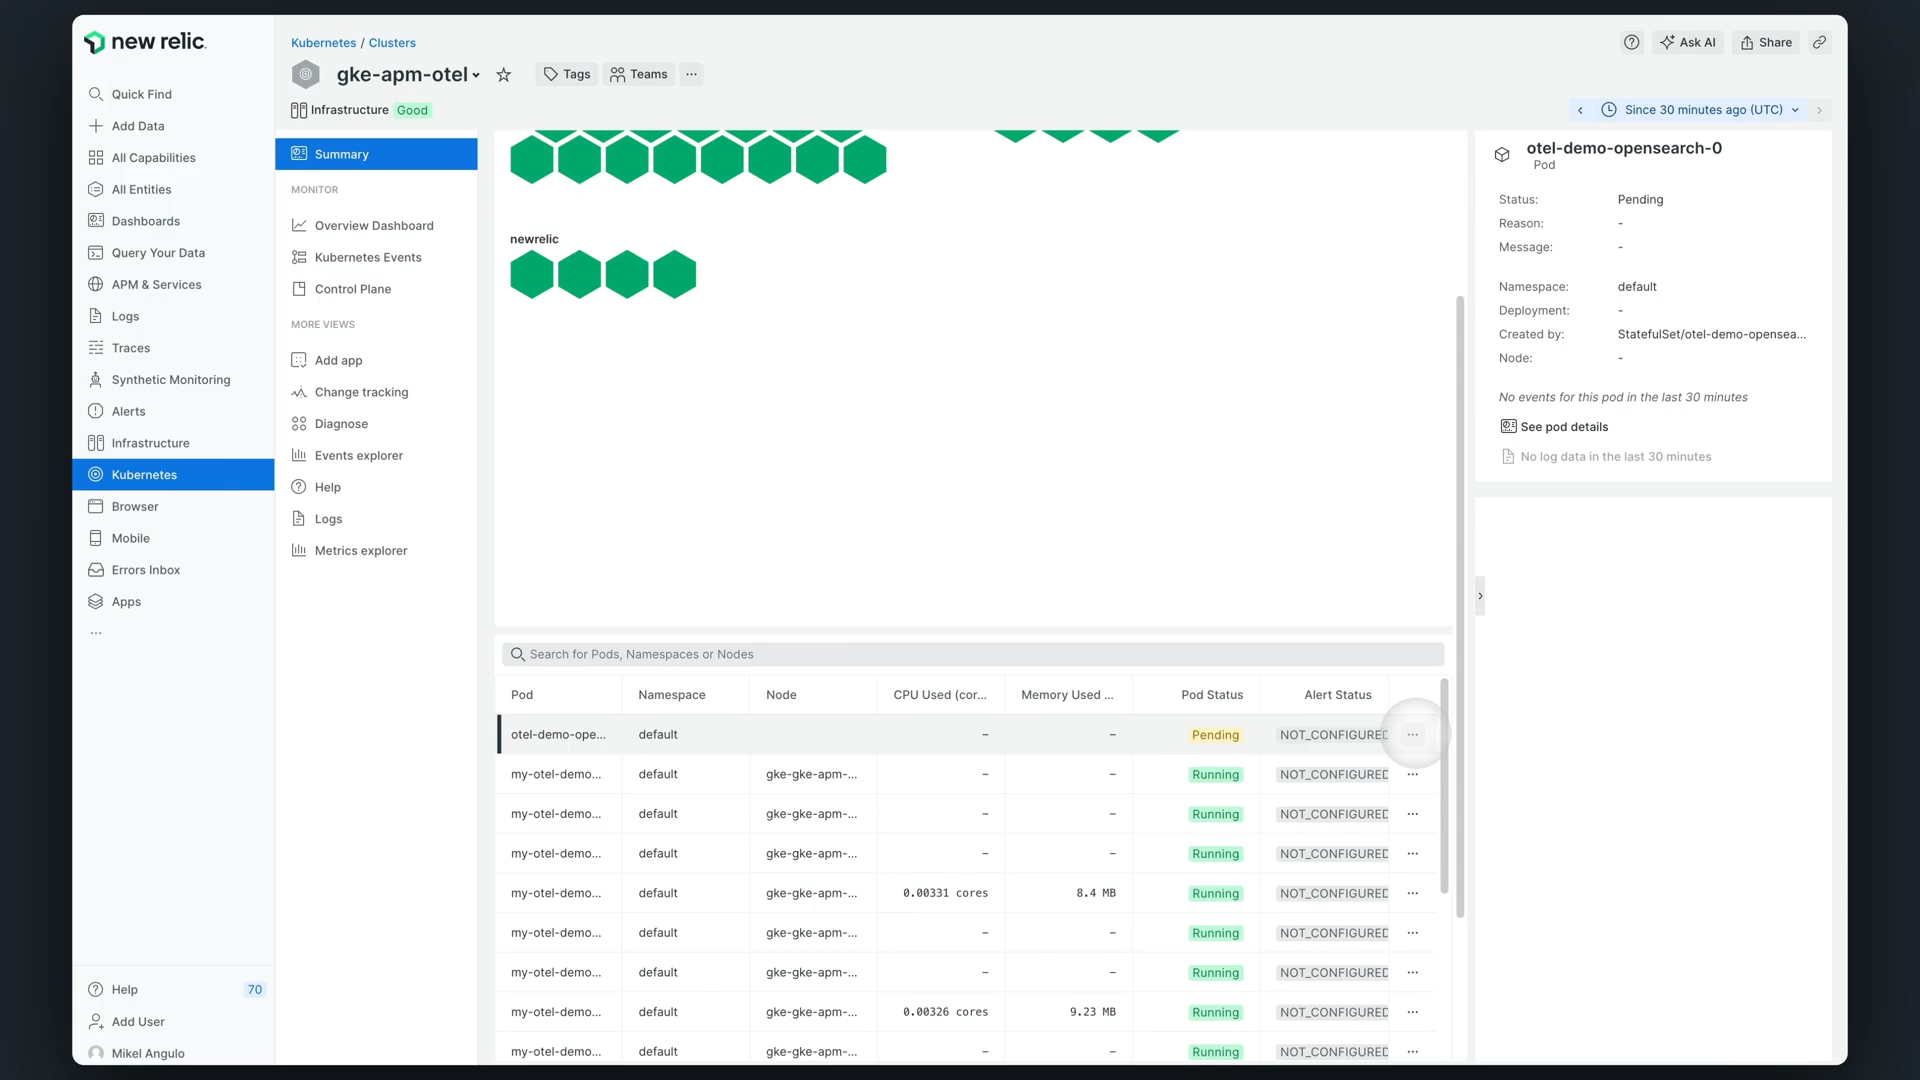 new relic.
Quick Find
Add Data
All Capabilities
All Entities
Dashboards
Query Your Data
APM & Services
Logs
Traces
Synthetic Monitoring
Alerts
Infrastructure
Kubernetes
Browser
Mobile
Errors Inbox
Apps
...
Help 70
Add User
Mikel Angulo
Kubernetes / Clusters
gke-apm-otel
Tags
Teams
...
Infrastructure Good
Ask AI
Share
Since 30 minutes ago (UTC)
Summary
MONITOR
Overview Dashboard
Kubernetes Events
Control Plane
MORE VIEWS
Add app
Change tracking
Diagnose
Events explorer
Help
Logs
Metrics explorer
newrelic
Search for Pods, Namespaces or Nodes
Pod Namespace Node CPU Used (cor... Memory Used ... Pod Status Alert Status
otel-demo-ope... default – – Pending NOT_CONFIGURED ...
my-otel-demo... default gke-gke-apm-... – – Running NOT_CONFIGURED ...
my-otel-demo... default gke-gke-apm-... – – Running NOT_CONFIGURED ...
my-otel-demo... default gke-gke-apm-... – – Running NOT_CONFIGURED ...
my-otel-demo... default gke-gke-apm-... 0.00331 cores 8.4 MB Running NOT_CONFIGURED ...
my-otel-demo... default gke-gke-apm-... – – Running NOT_CONFIGURED ...
my-otel-demo... default gke-gke-apm-... – – Running NOT_CONFIGURED ...
my-otel-demo... default gke-gke-apm-... 0.00326 cores 9.23 MB Running NOT_CONFIGURED ...
my-otel-demo... default gke-gke-apm-... – – Running NOT_CONFIGURED ...
otel-demo-opensearch-0
Pod
Status: Pending
Reason: -
Message: -
Namespace: default
Deployment: -
Created by: StatefulSet/otel-demo-opensea...
Node: -
No events for this pod in the last 30 minutes
See pod details
No log data in the last 30 minutes